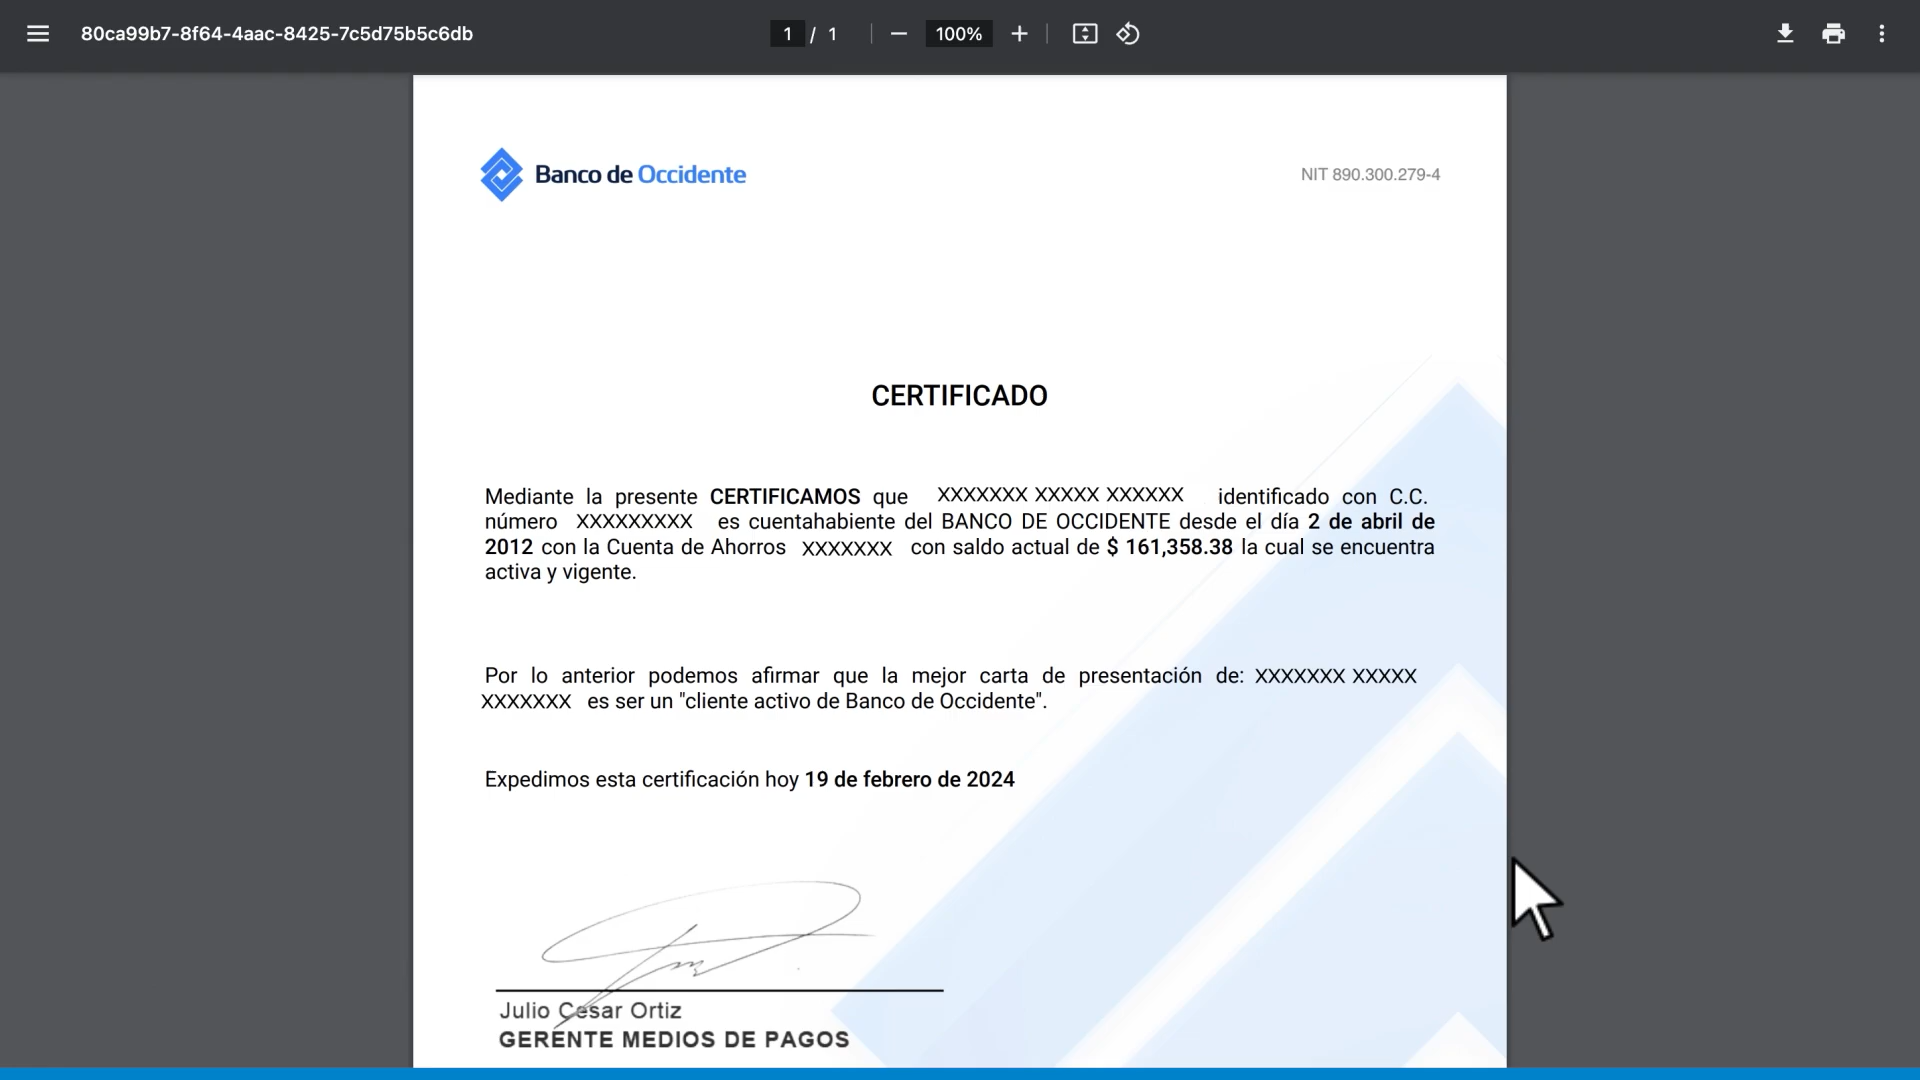 80ca99b7-8f64-4aac-8425-7c5d75b5c6db
1 / 1
100%
Banco de Occidente
NIT 890.300.279-4
CERTIFICADO
Mediante la presente CERTIFICAMOS que XXXXXXX XXXXX XXXXXX identificado con C.C.
número XXXXXXXXX es cuentahabiente del BANCO DE OCCIDENTE desde el día 2 de abril de
2012 con la Cuenta de Ahorros XXXXXXX con saldo actual de $ 161,358.38 la cual se encuentra
activa y vigente.
Por lo anterior podemos afirmar que la mejor carta de presentación de: XXXXXXX XXXXX
XXXXXXX es ser un "cliente activo de Banco de Occidente".
Expedimos esta certificación hoy 19 de febrero de 2024
Julio Cesar Ortiz
GERENTE MEDIOS DE PAGOS